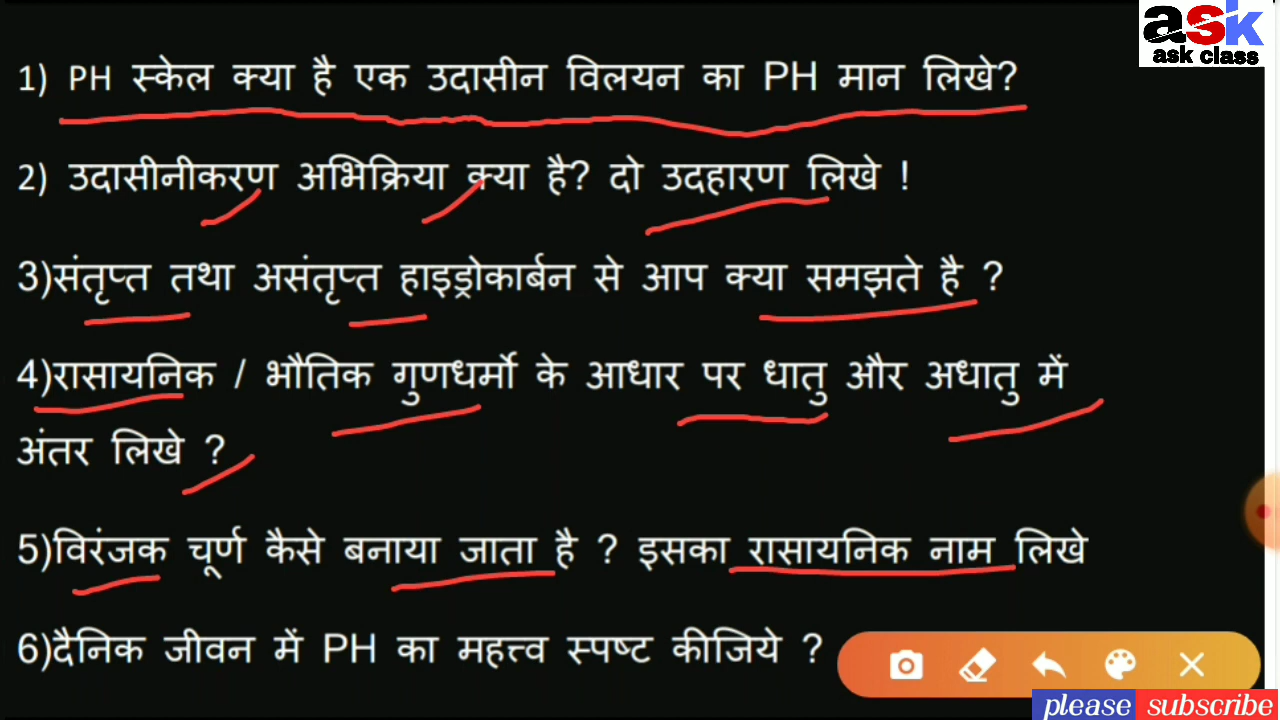 ask
ask class
1) PH स्केल क्या है एक उदासीन विलयन का PH मान लिखे?
2) उदासीनीकरण अभिक्रिया क्या है? दो उदहारण लिखे !
3)संतृप्त तथा असंतृप्त हाइड्रोकार्बन से आप क्या समझते है ?
4)रासायनिक / भौतिक गुणधर्मो के आधार पर धातु और अधातु में
अंतर लिखे ?
5)विरंजक चूर्ण कैसे बनाया जाता है ? इसका रासायनिक नाम लिखे
6)दैनिक जीवन में PH का महत्त्व स्पष्ट कीजिये ?
please subscribe